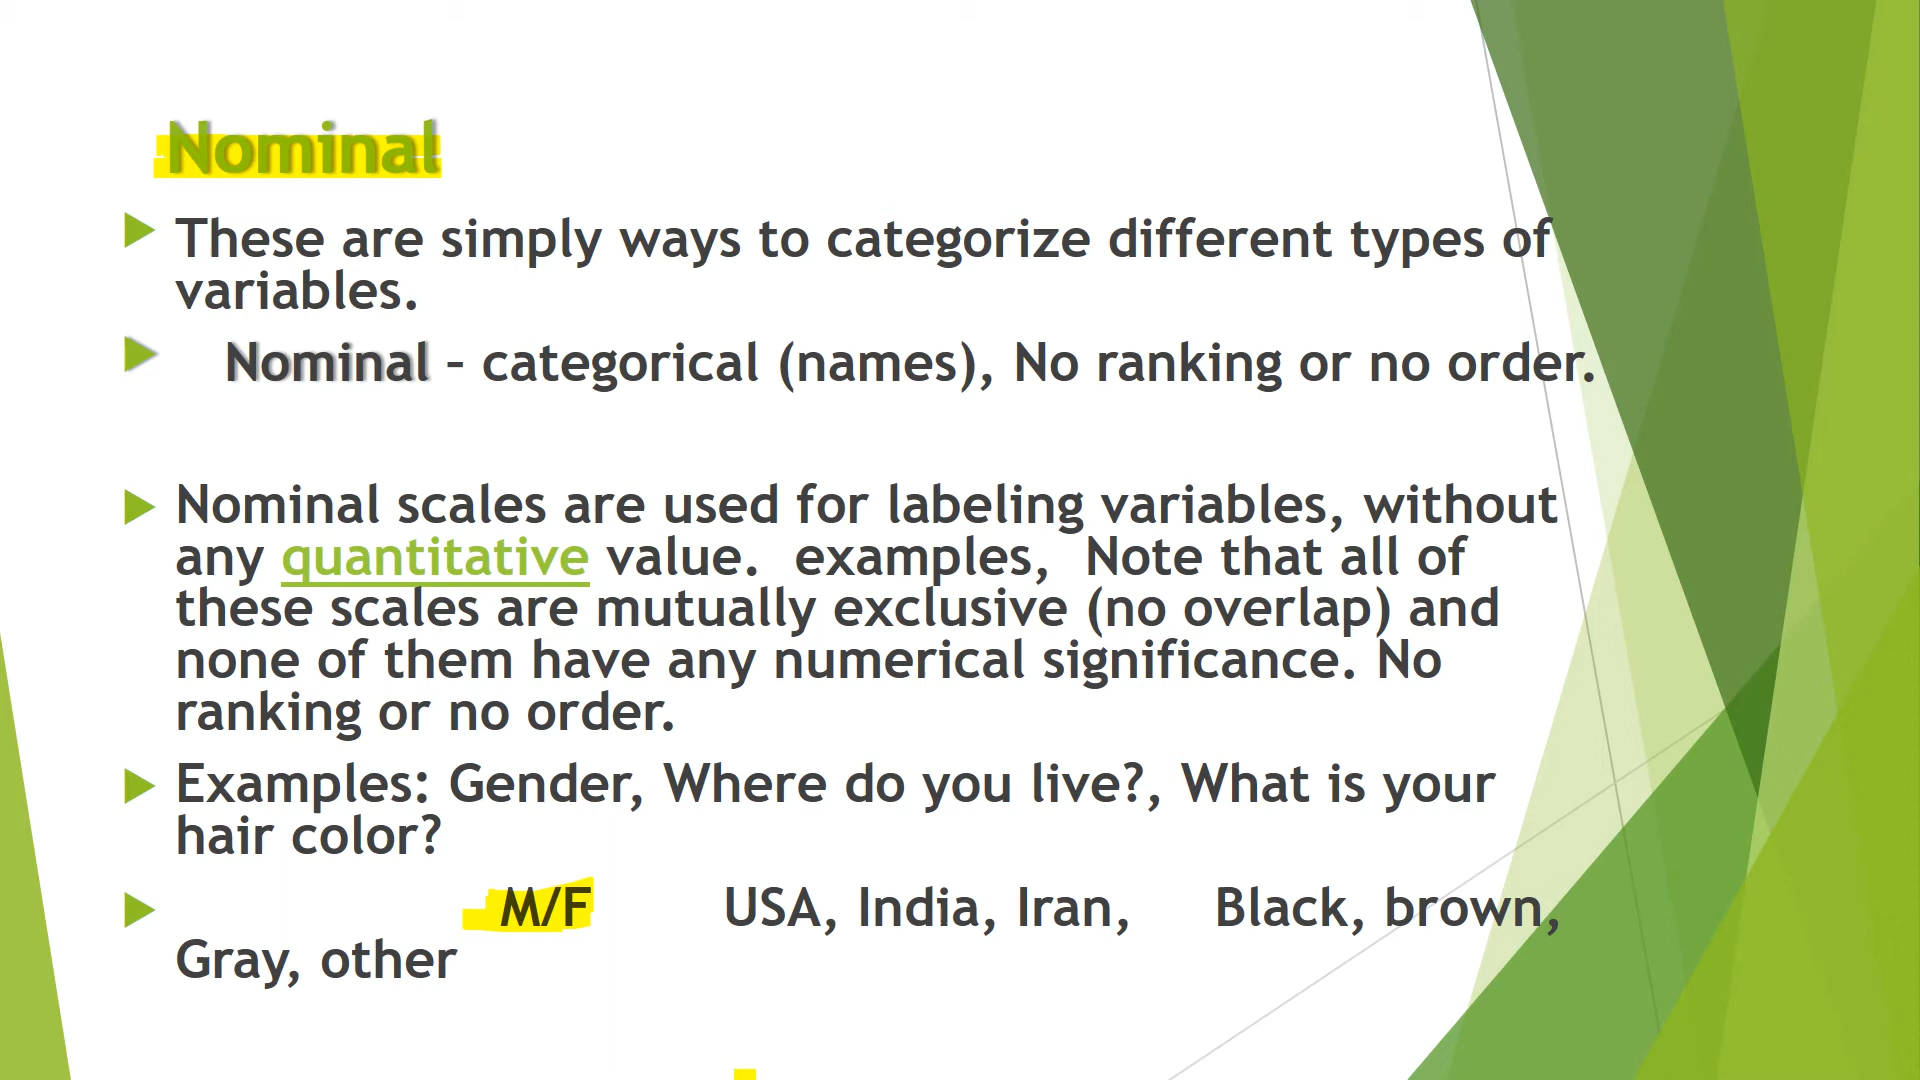 Nominal
These are simply ways to categorize different types of
variables.
Nominal – categorical (names), No ranking or no order.
Nominal scales are used for labeling variables, without
any quantitative value.  examples,  Note that all of
these scales are mutually exclusive (no overlap) and
none of them have any numerical significance. No
ranking or no order.
Examples: Gender, Where do you live?, What is your
hair color?
M/F USA, India, Iran, Black, brown,
Gray, other